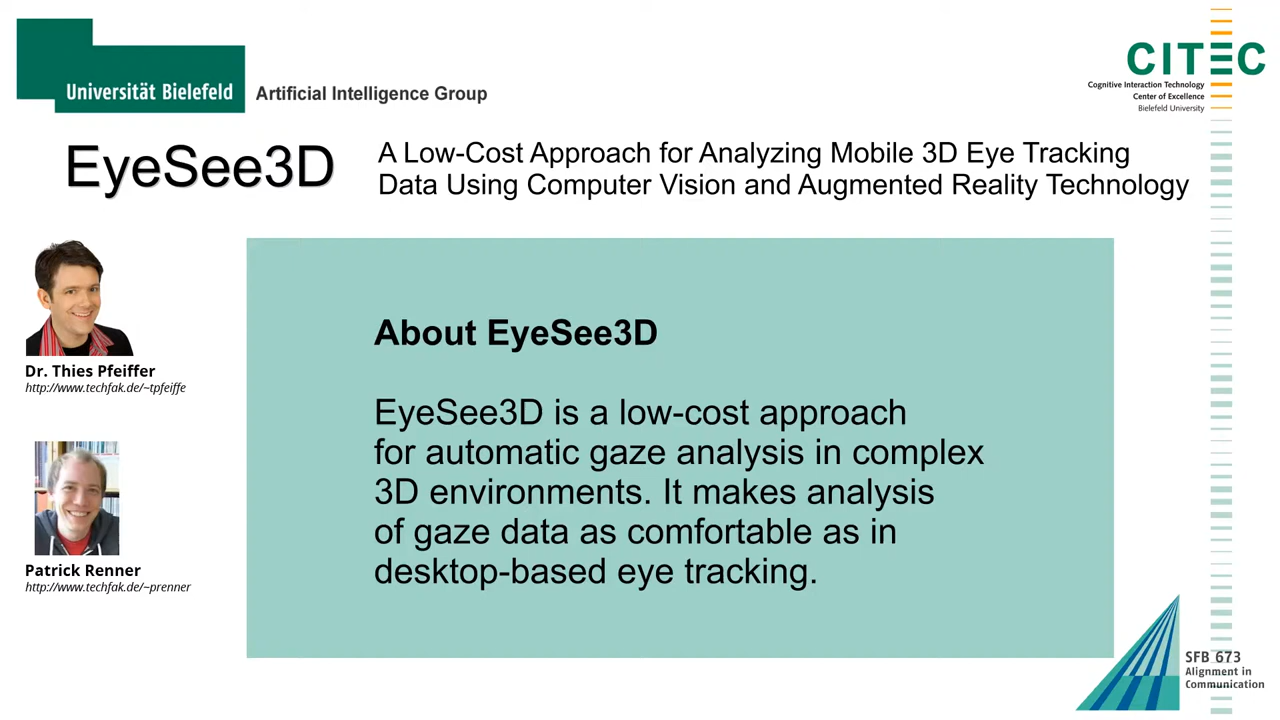 Universität Bielefeld
Artificial Intelligence Group
CITEC
Cognitive Interaction Technology
Center of Excellence
Bielefeld University
EyeSee3D
A Low-Cost Approach for Analyzing Mobile 3D Eye Tracking
Data Using Computer Vision and Augmented Reality Technology
Dr. Thies Pfeiffer
http://www.techfak.de/~tpfeiffe
Patrick Renner
http://www.techfak.de/~prenner
About EyeSee3D
EyeSee3D is a low-cost approach
for automatic gaze analysis in complex
3D environments. It makes analysis
of gaze data as comfortable as in
desktop-based eye tracking.
SFB 673
Alignment in
Communication